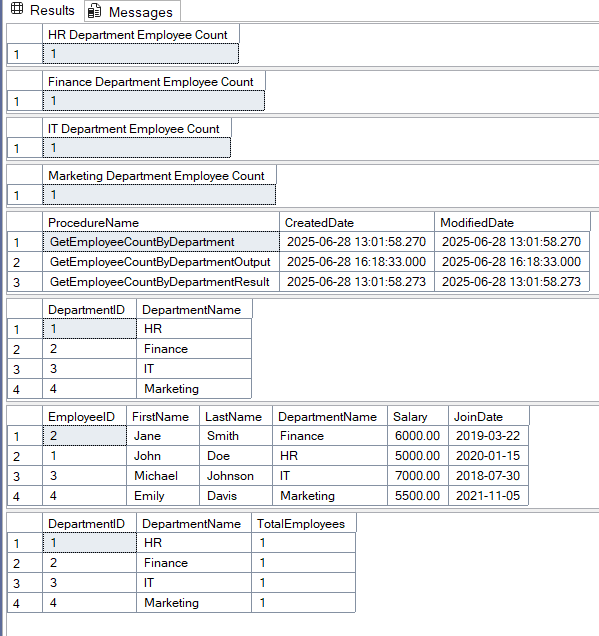 Results Messages
HR Department Employee Count
1 1
Finance Department Employee Count
1 1
IT Department Employee Count
1 1
Marketing Department Employee Count
1 1
ProcedureName CreatedDate ModifiedDate
1 GetEmployeeCountByDepartment 2025-06-28 13:01:58.270 2025-06-28 13:01:58.270
2 GetEmployeeCountByDepartmentOutput 2025-06-28 16:18:33.000 2025-06-28 16:18:33.000
3 GetEmployeeCountByDepartmentResult 2025-06-28 13:01:58.273 2025-06-28 13:01:58.273
DepartmentID DepartmentName
1 1 HR
2 2 Finance
3 3 IT
4 4 Marketing
EmployeeID FirstName LastName DepartmentName Salary JoinDate
1 2 Jane Smith Finance 6000.00 2019-03-22
2 1 John Doe HR 5000.00 2020-01-15
3 3 Michael Johnson IT 7000.00 2018-07-30
4 4 Emily Davis Marketing 5500.00 2021-11-05
DepartmentID DepartmentName TotalEmployees
1 1 HR 1
2 2 Finance 1
3 3 IT 1
4 4 Marketing 1